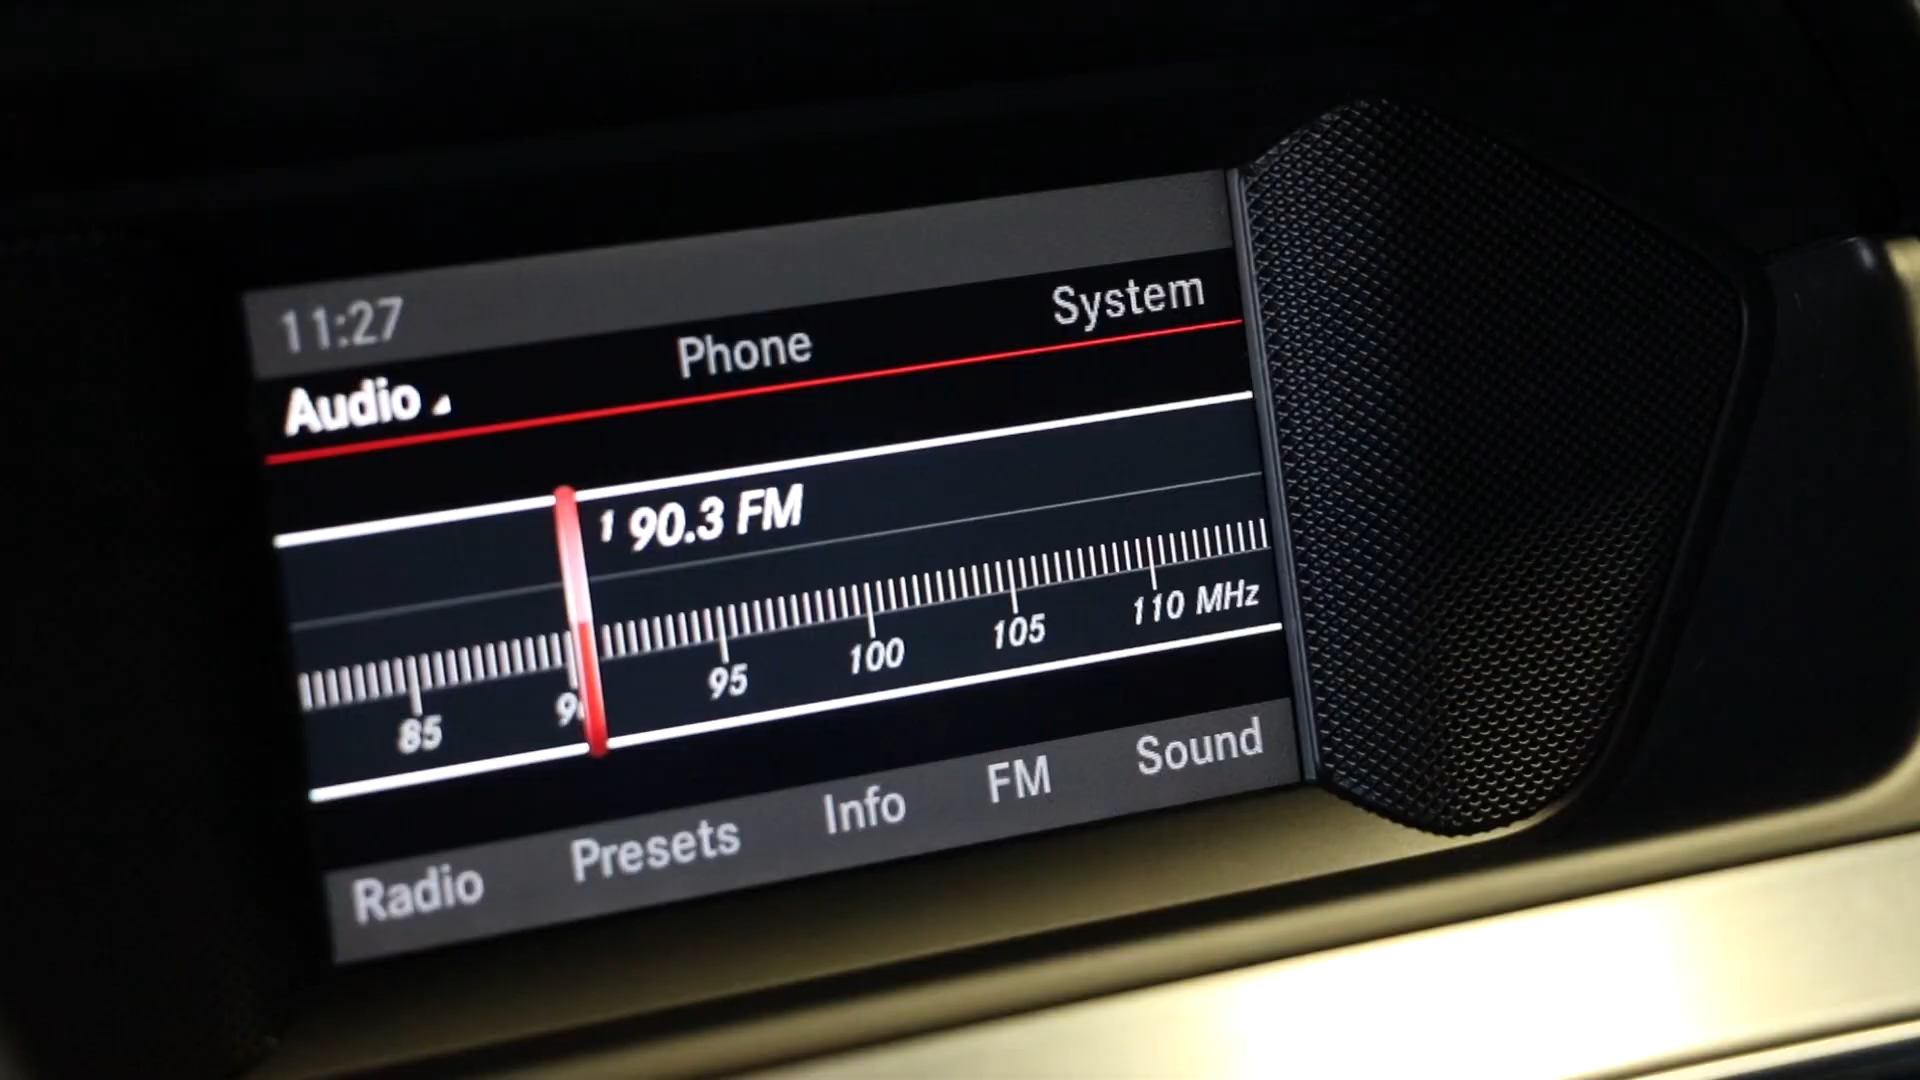 11:27
Audio Phone System
1 90.3 FM
85 95 100 105 110 MHz
Radio Presets Info FM Sound